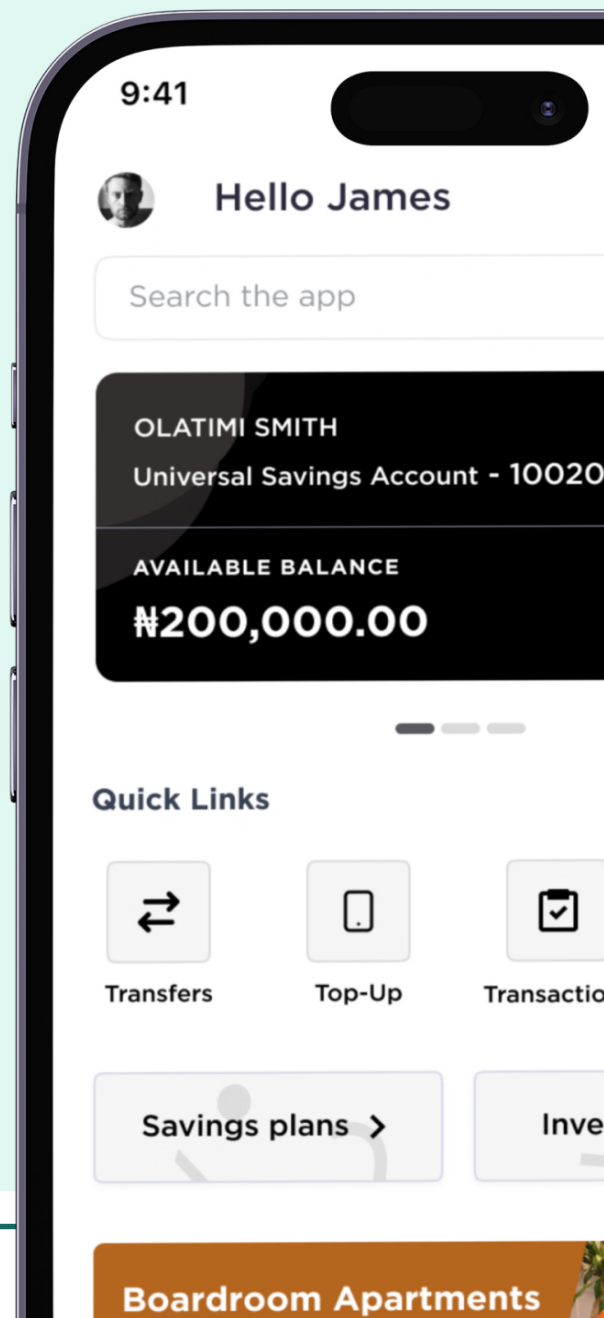 9:41
Hello James
Search the app
OLATIMI SMITH
Universal Savings Account - 10020
AVAILABLE BALANCE
₦200,000.00
Quick Links
Transfers
Top-Up
Transactio
Savings plans
Inve
Boardroom Apartments